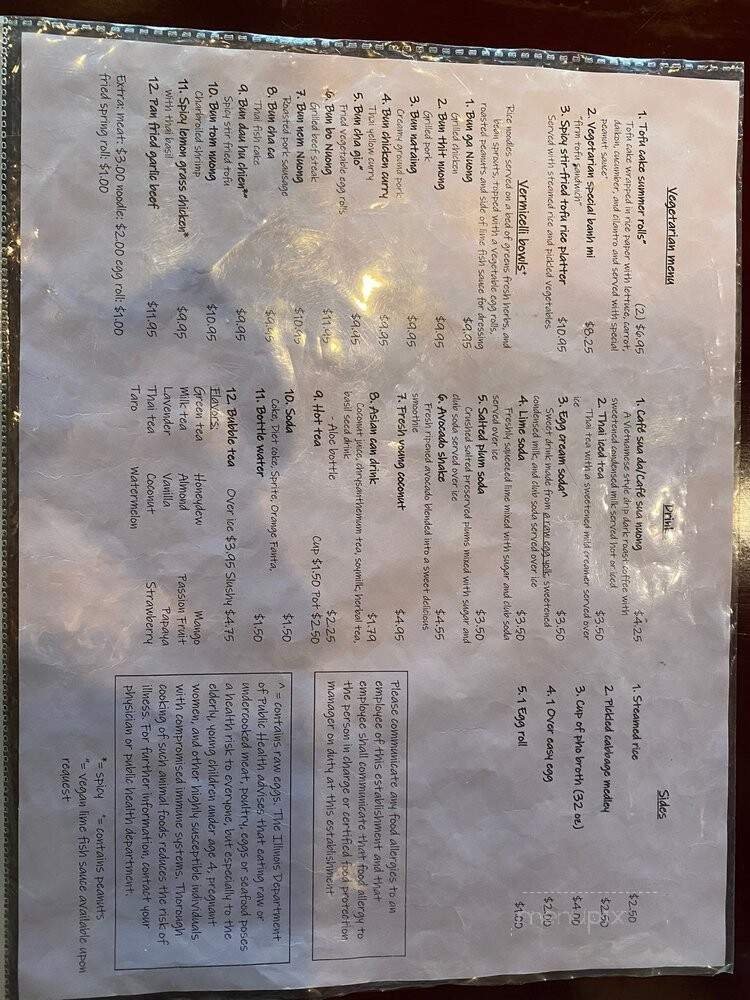 Vegetarian menu
1. Tofu cake summer rolls" (2) $6.95
Tofu cake wrapped in rice paper with lettuce, carrot,
daikon, cucumber, and cilantro and served with special
peanut sauce"
2. Vegetarian special banh mi $8.25
"firm tofu sandwich"
3. Spicy stir-fried tofu rice platter $10.95
Served with steamed rice and pickled vegetables
Vermicelli bowls"
Rice noodles served on a bed of greens fresh herbs, and
bean sprouts, topped with a vegetable egg rolls,
roasted peanuts and side of lime fish sauce for dressing
1. Bun ga Nuong $9.95
Grilled chicken
2. Bun thit nuong $9.95
Grilled pork
3. Bun nataing $9.95
Creamy ground pork
4. Bun chicken curry $9.95
Thai yellow curry
5. Bun cha gio" $9.95
Fried vegetable egg rolls
6. Bun bo Nuong $11.95
Grilled beef steak
7. Bun nem Nuong $10.95
Roasted pork sausage
8. Bun cha ca $9.95
Thai fish cake
9. Bun dau hu chien*" $9.95
Spicy stir fried tofu
10. Bun tom nuong $10.95
Charbroiled shrimp
11. Spicy lemon grass chicken* $9.95
with thai basil
12. Pan fried garlic beef $11.95
Extra: meat: $3.00 noodle: $2.00 egg roll: $1.00
fried spring roll: $1.00
Drink
1. Café sua da/Café sua nuong $4.25
A Vietnamese style drip dark roast coffee with
sweetened condensed milk served hot or iced
2. Thai iced tea $3.50
Thai tea with a sweetened mild creamer served over
ice
3. Egg cream soda^ $3.50
Sweet drink made from a raw egg yolk sweetened
condensed milk, and club soda served over ice
4. Lime soda $3.50
Freshly squeezed lime mixed with sugar and club soda
served over ice
5. Salted plum soda $3.50
Crushed salted preserved plums mixed with sugar and
club soda served over ice
6. Avocado shake $4.55
Fresh ripened avocado blended into a sweet delicious
smoothie
7. Fresh young coconut $4.95
8. Asian can drink $1.79
Coconut juice, chrysanthemum tea, soymilk, herbal tea,
basil seed drink
- Aloe bottle $2.25
9. Hot tea Cup $1.50 Pot $2.50
10. Soda $1.50
Coke, Diet coke, Sprite, Orange Fanta,
11. Bottle water $1.50
12. Bubble tea Over ice $3.95 Slushy $4.75
Flavors:
Green tea Honeydew Mango
Milk tea Almond Passion Fruit
Lavender Vanilla Papaya
Thai tea Coconut Strawberry
Taro Watermelon
Sides
1. Steamed rice $2.50
2. Pickled cabbage medley $2.50
3. Cup of pho broth (32 oz) $4.00
4. 1 Over easy egg $2.00
5. 1 Egg roll $1.00
Please communicate any food allergies to an
employee of this establishment and that
employee shall communicate that food allergy to
the person in charge or certified food protection
manager on duty at this establishment
^ = contains raw eggs. The Illinois Department
of Public Health advises that eating raw or
undercooked meat, poultry, eggs or seafood poses
a health risk to everyone, but especially to the
elderly, young children under age 4, pregnant
women, and other highly susceptible individuals
with compromised immune systems. Thorough
cooking of such animal foods reduces the risk of
illness. For further information, contact your
physician or public health department.
*= spicy '= contains peanuts
"= vegan lime fish sauce available upon
request
menupix